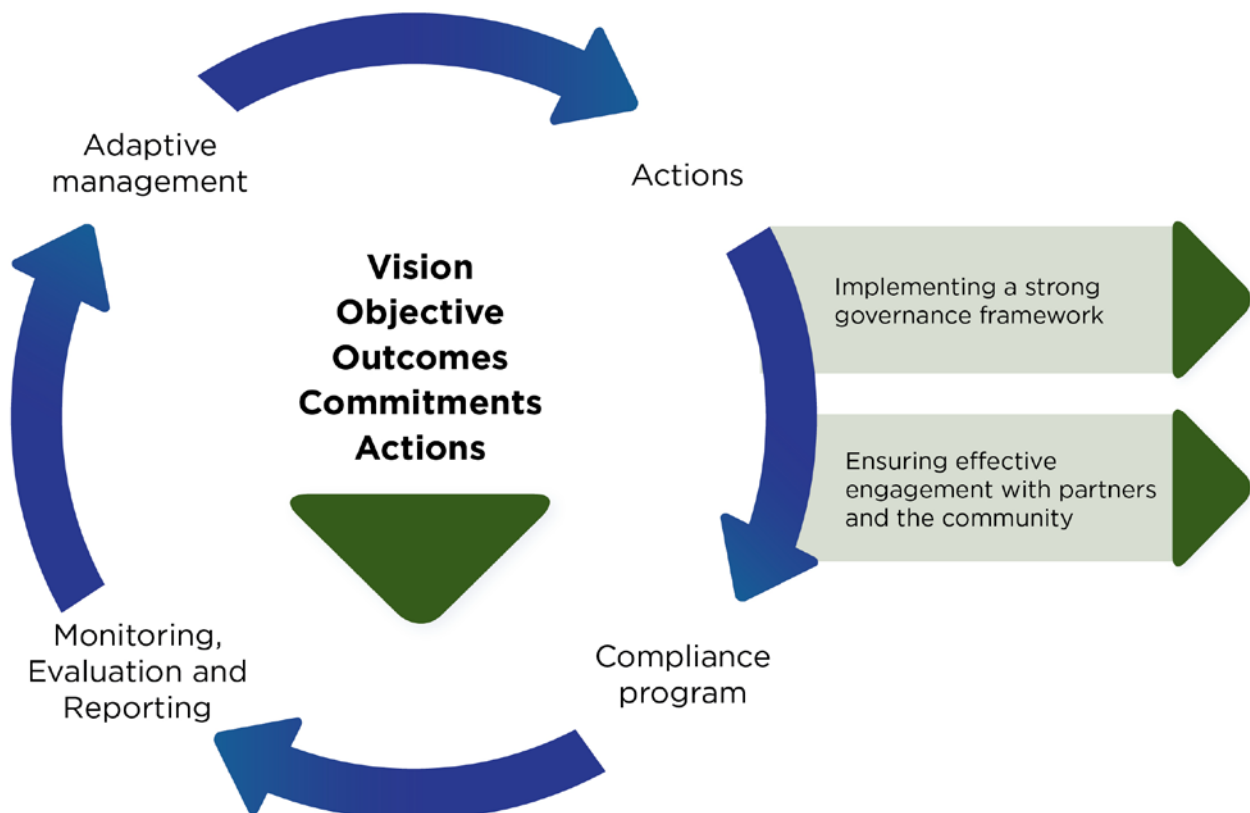 Adaptive
management
Actions
Vision
Objective
Outcomes
Commitments
Actions
Implementing a strong
governance framework
Ensuring effective
engagement with partners
and the community
Monitoring,
Evaluation and
Reporting
Compliance
program